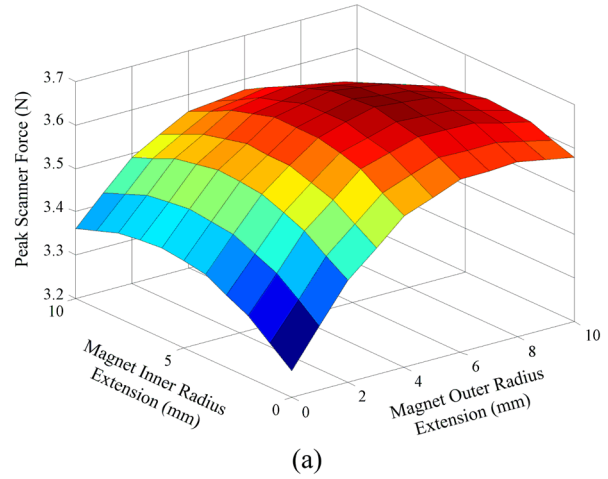 3.7
3.6
3.5
3.4
3.3
3.2
Peak Scanner Force (N)
10
5
0
Magnet Inner Radius
Extension (mm)
0
2
4
6
8
10
Magnet Outer Radius
Extension (mm)
(a)